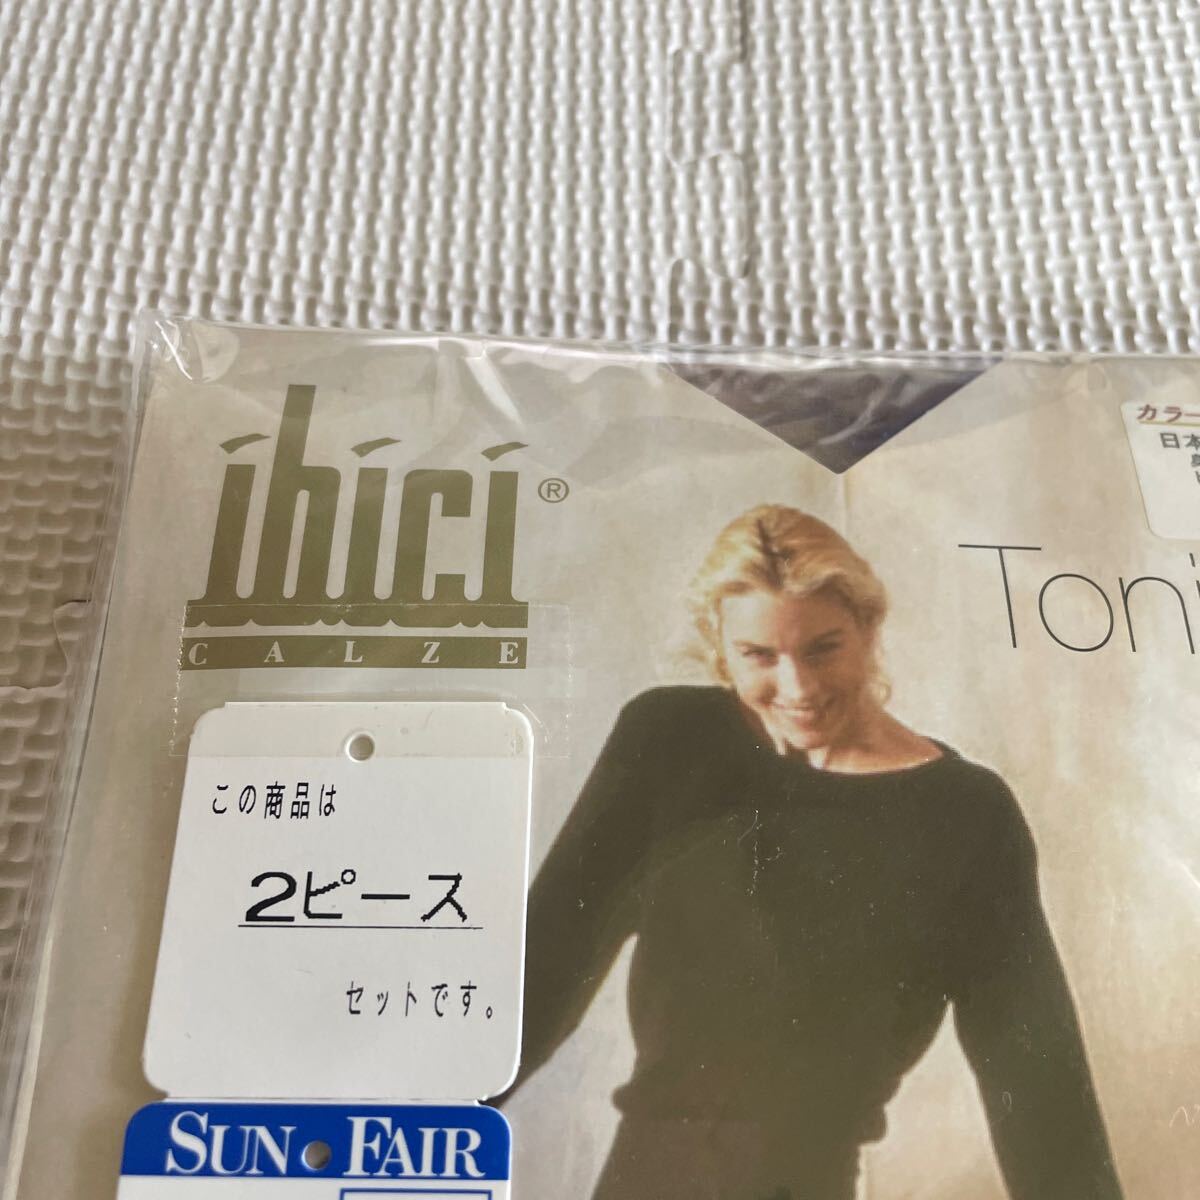 ihici®
CALZE
Toni
カラー
日本
この商品は
2ピース
セットです。
SUN FAIR